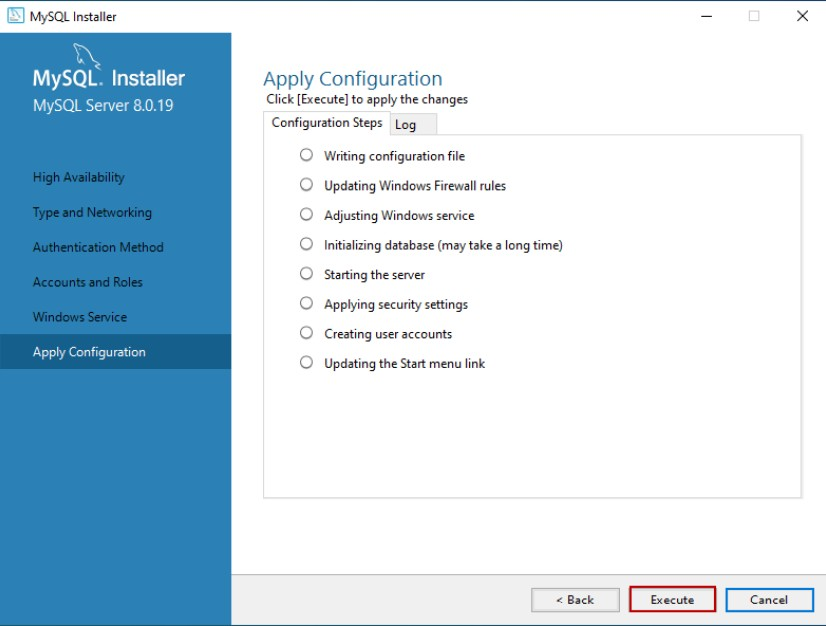 MySQL Installer
MySQL. Installer
MySQL Server 8.0.19
High Availability
Type and Networking
Authentication Method
Accounts and Roles
Windows Service
Apply Configuration
Apply Configuration
Click [Execute] to apply the changes
Configuration Steps
Log
Writing configuration file
Updating Windows Firewall rules
Adjusting Windows service
Initializing database (may take a long time)
Starting the server
Applying security settings
Creating user accounts
Updating the Start menu link
< Back
Execute
Cancel